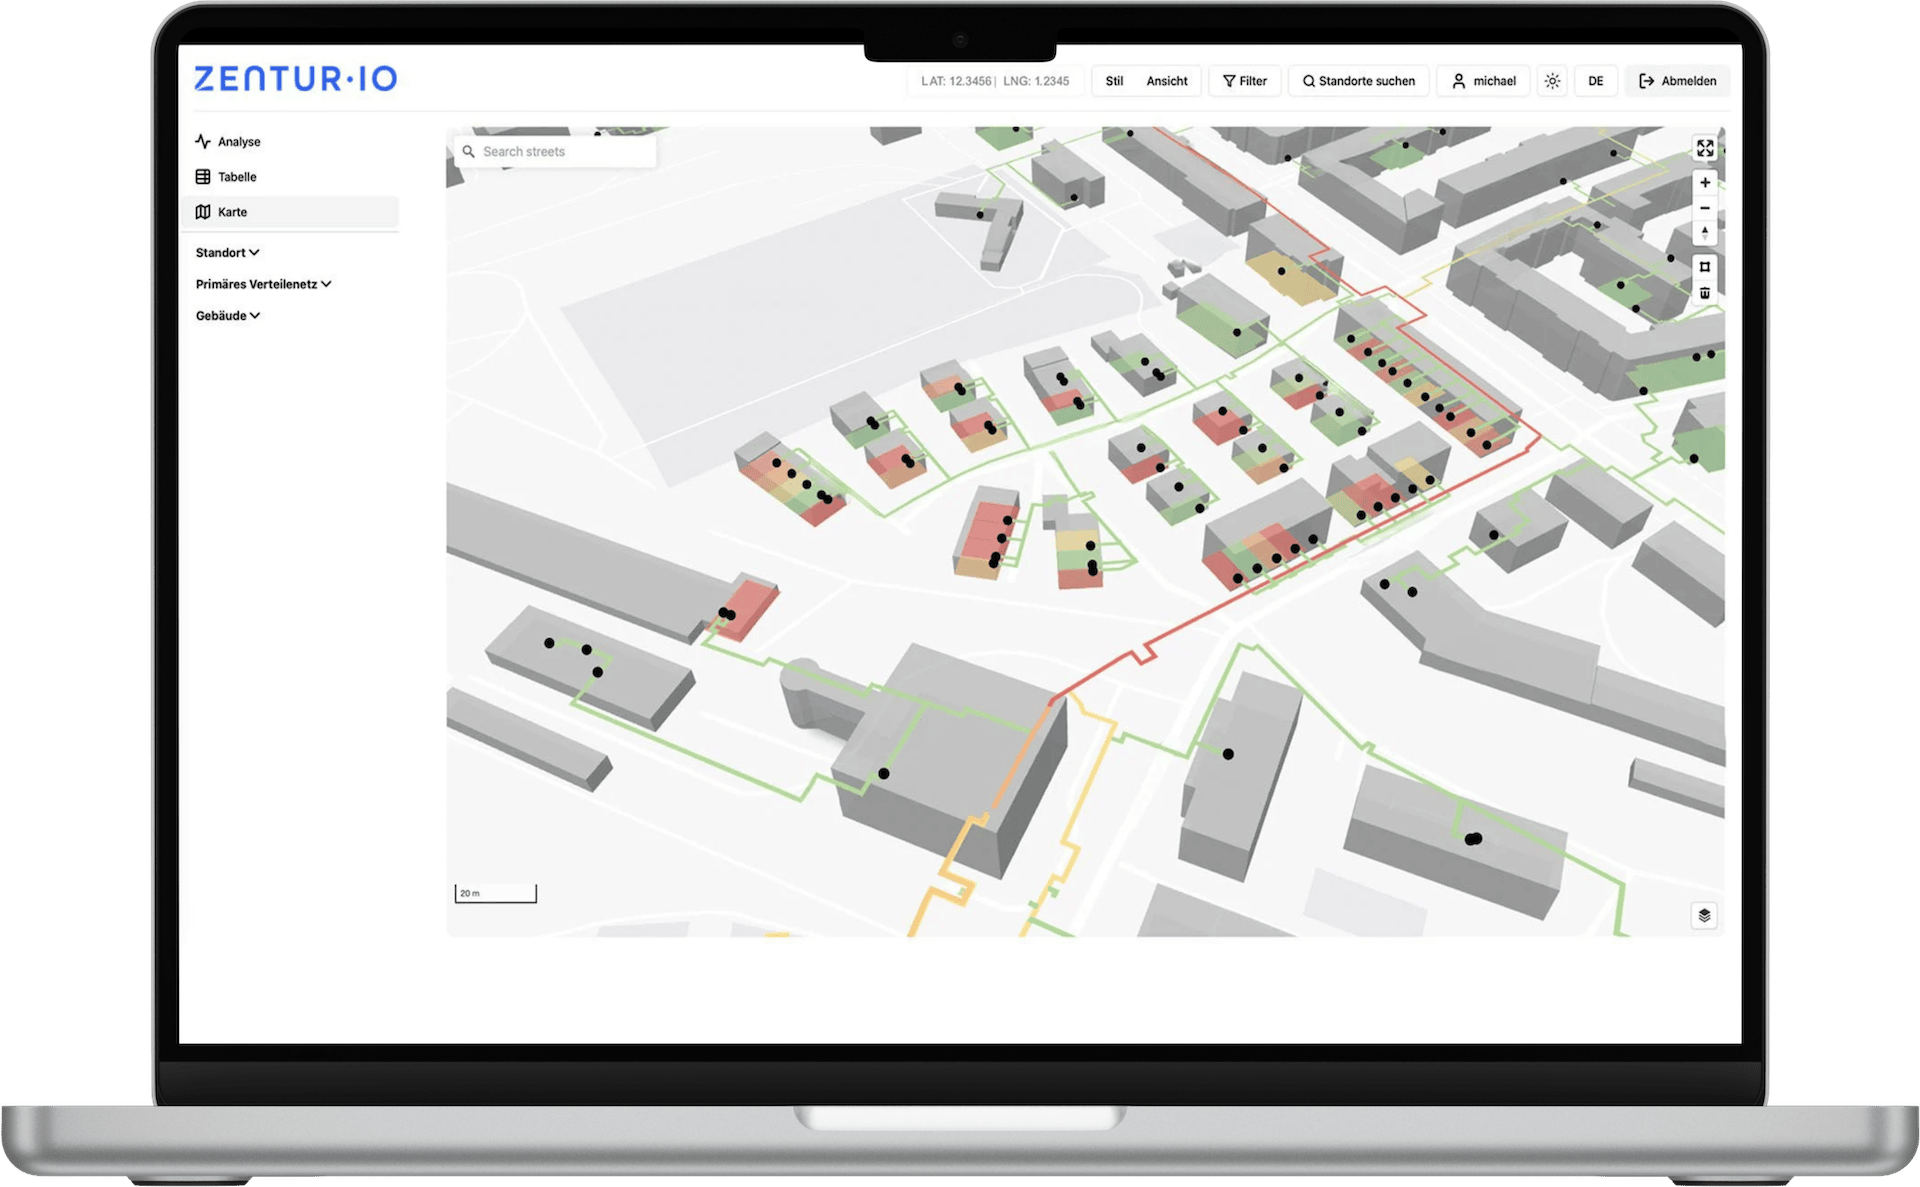 ZENTUR·IO
LAT: 12.3456 | LNG: 1.2345
Stil Ansicht
Filter
Standorte suchen
michael
DE
Abmelden
Analyse
Tabelle
Karte
Standort
Primäres Verteilenetz
Gebäude
Search streets
20 m